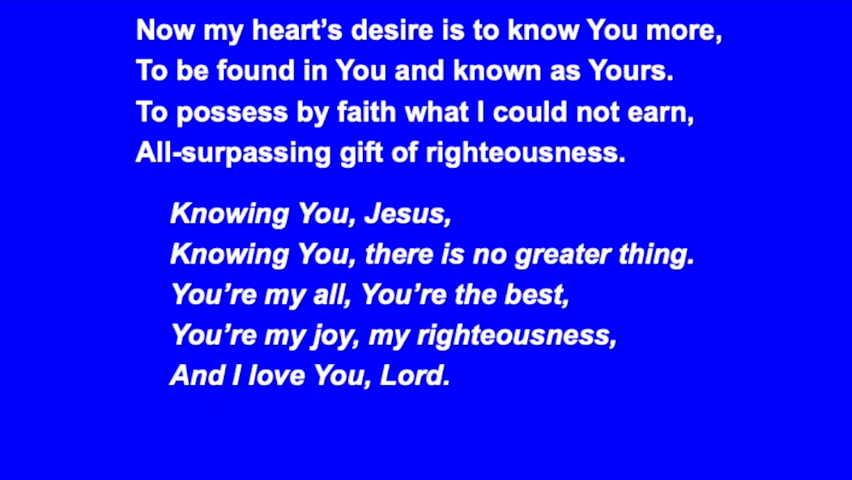 Now my heart’s desire is to know You more,
To be found in You and known as Yours.
To possess by faith what I could not earn,
All-surpassing gift of righteousness.
Knowing You, Jesus,
Knowing You, there is no greater thing.
You’re my all, You’re the best,
You’re my joy, my righteousness,
And I love You, Lord.